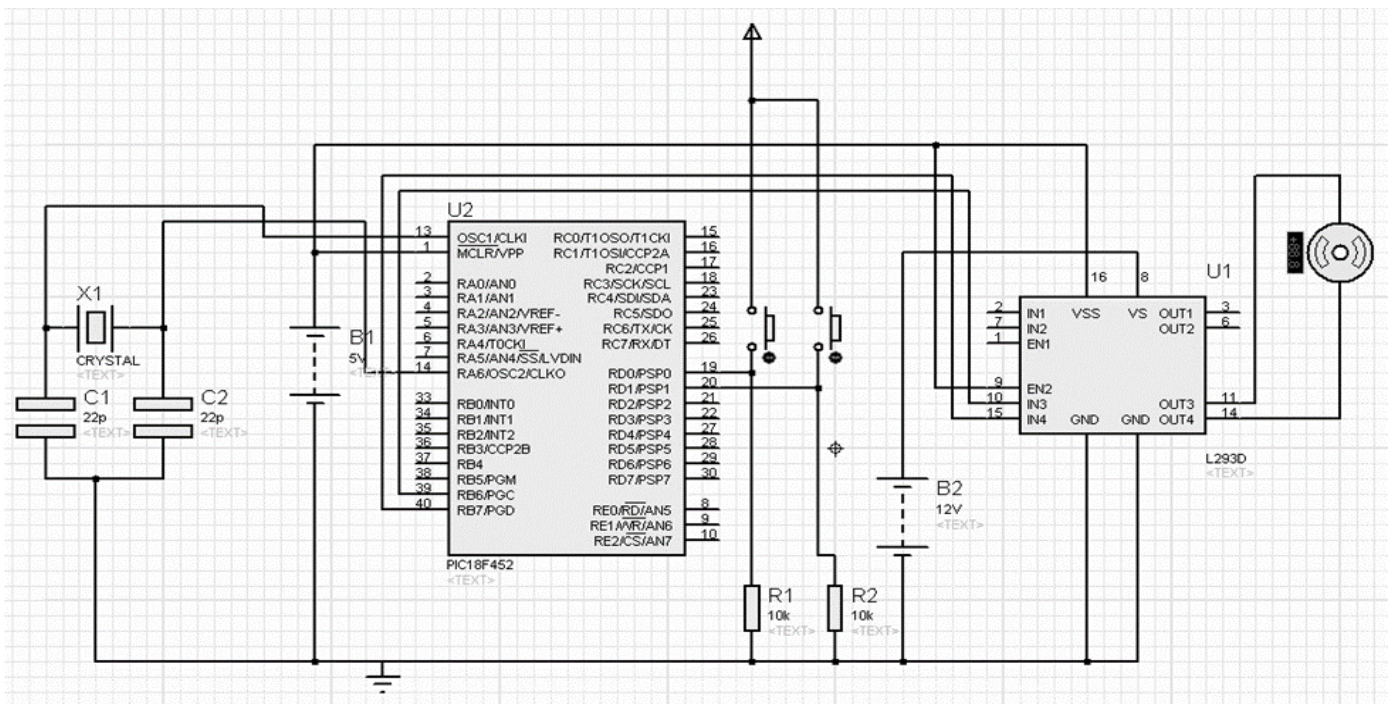 U2
13 OSC1/CLKI RC0/T1OSO/T1CKI 15
1 MCLR/VPP RC1/T1OSI/CCP2A 16
RC2/CCP1 17
2 RA0/AN0 RC3/SCK/SCL 18
3 RA1/AN1 RC4/SDI/SDA 23
4 RA2/AN2/VREF- RC5/SDO 24
5 RA3/AN3/VREF+ RC6/TX/CK 25
6 RA4/T0CKI RC7/RX/DT 26
7 RA5/AN4/SS/LVDIN
14 RA6/OSC2/CLKO RD0/PSP0 19
RD1/PSP1 20
33 RB0/INT0 RD2/PSP2 21
34 RB1/INT1 RD3/PSP3 22
35 RB2/INT2 RD4/PSP4 27
36 RB3/CCP2B RD5/PSP5 28
37 RB4 RD6/PSP6 29
38 RB5/PGM RD7/PSP7 30
39 RB6/PGC
40 RB7/PGD RE0/RD/AN5 8
RE1/WR/AN6 9
RE2/CS/AN7 10
PIC18F452
<TEXT>
X1
CRYSTAL
<TEXT>
C1
22p
<TEXT>
C2
22p
<TEXT>
B1
5V
R1
10k
<TEXT>
R2
10k
<TEXT>
B2
12V
<TEXT>
U1
16 8
2 IN1 VSS VS OUT1 3
7 IN2 OUT2 6
1 EN1
9 EN2
10 IN3 OUT3 11
15 IN4 GND GND OUT4 14
L293D
<TEXT>
+88.8